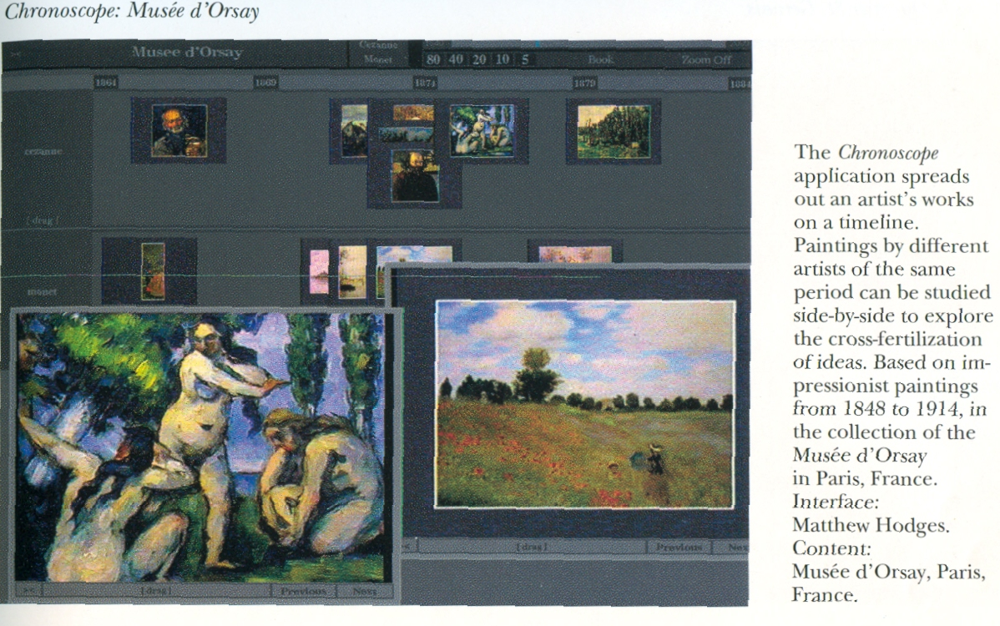 Chronoscope: Musée d'Orsay
Musee d'Orsay
Cezanne
Monet
80 40 20 10 5
Book
Zoom Off
1864 1869 1874 1879 1884
cezanne
[drag]
monet
[drag]
Previous
Next
>< [drag] Previous Next
The Chronoscope
application spreads
out an artist's works
on a timeline.
Paintings by different
artists of the same
period can be studied
side-by-side to explore
the cross-fertilization
of ideas. Based on im-
pressionist paintings
from 1848 to 1914, in
the collection of the
Musée d'Orsay
in Paris, France.
Interface:
Matthew Hodges.
Content:
Musée d'Orsay, Paris,
France.